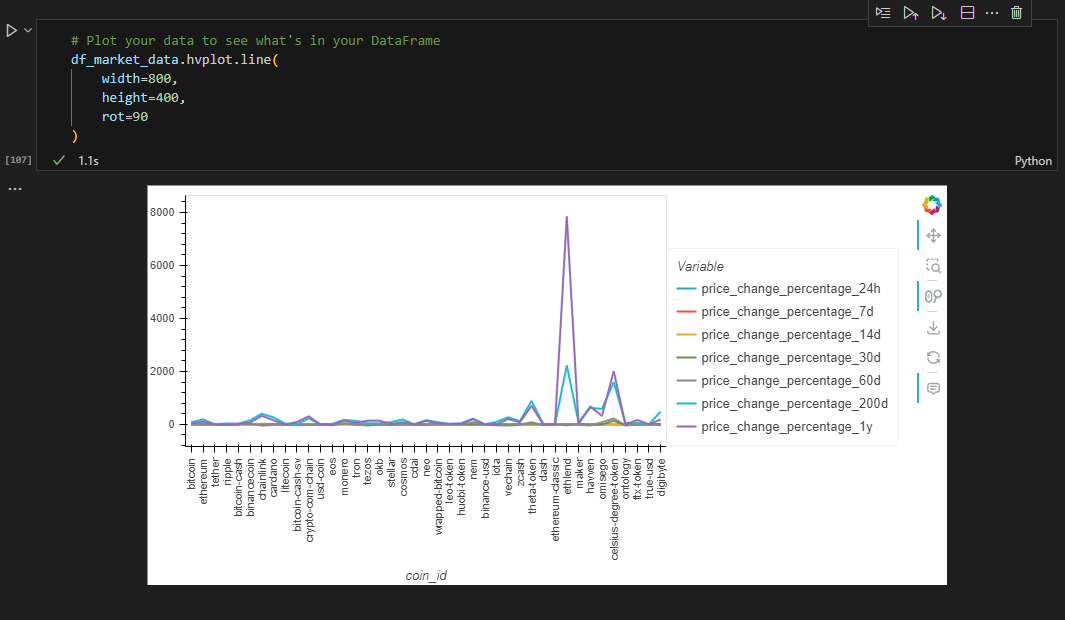 # Plot your data to see what's in your DataFrame
df_market_data.hvplot.line(
    width=800,
    height=400,
    rot=90
)
[107]
1.1s
Python
8000
6000
4000
2000
0
bitcoin
ethereum
tether
ripple
bitcoin-cash
binancecoin
chainlink
cardano
litecoin
bitcoin-cash-sv
crypto-com-chain
usd-coin
eos
monero
tron
tezos
okb
stellar
cosmos
cdai
neo
wrapped-bitcoin
leo-token
huobi-token
nem
binance-usd
iota
vechain
zcash
theta-token
dash
ethereum-classic
ethlend
maker
havven
omisego
celsius-degree-token
ontology
ftx-token
true-usd
digibyte
coin_id
Variable
price_change_percentage_24h
price_change_percentage_7d
price_change_percentage_14d
price_change_percentage_30d
price_change_percentage_60d
price_change_percentage_200d
price_change_percentage_1y